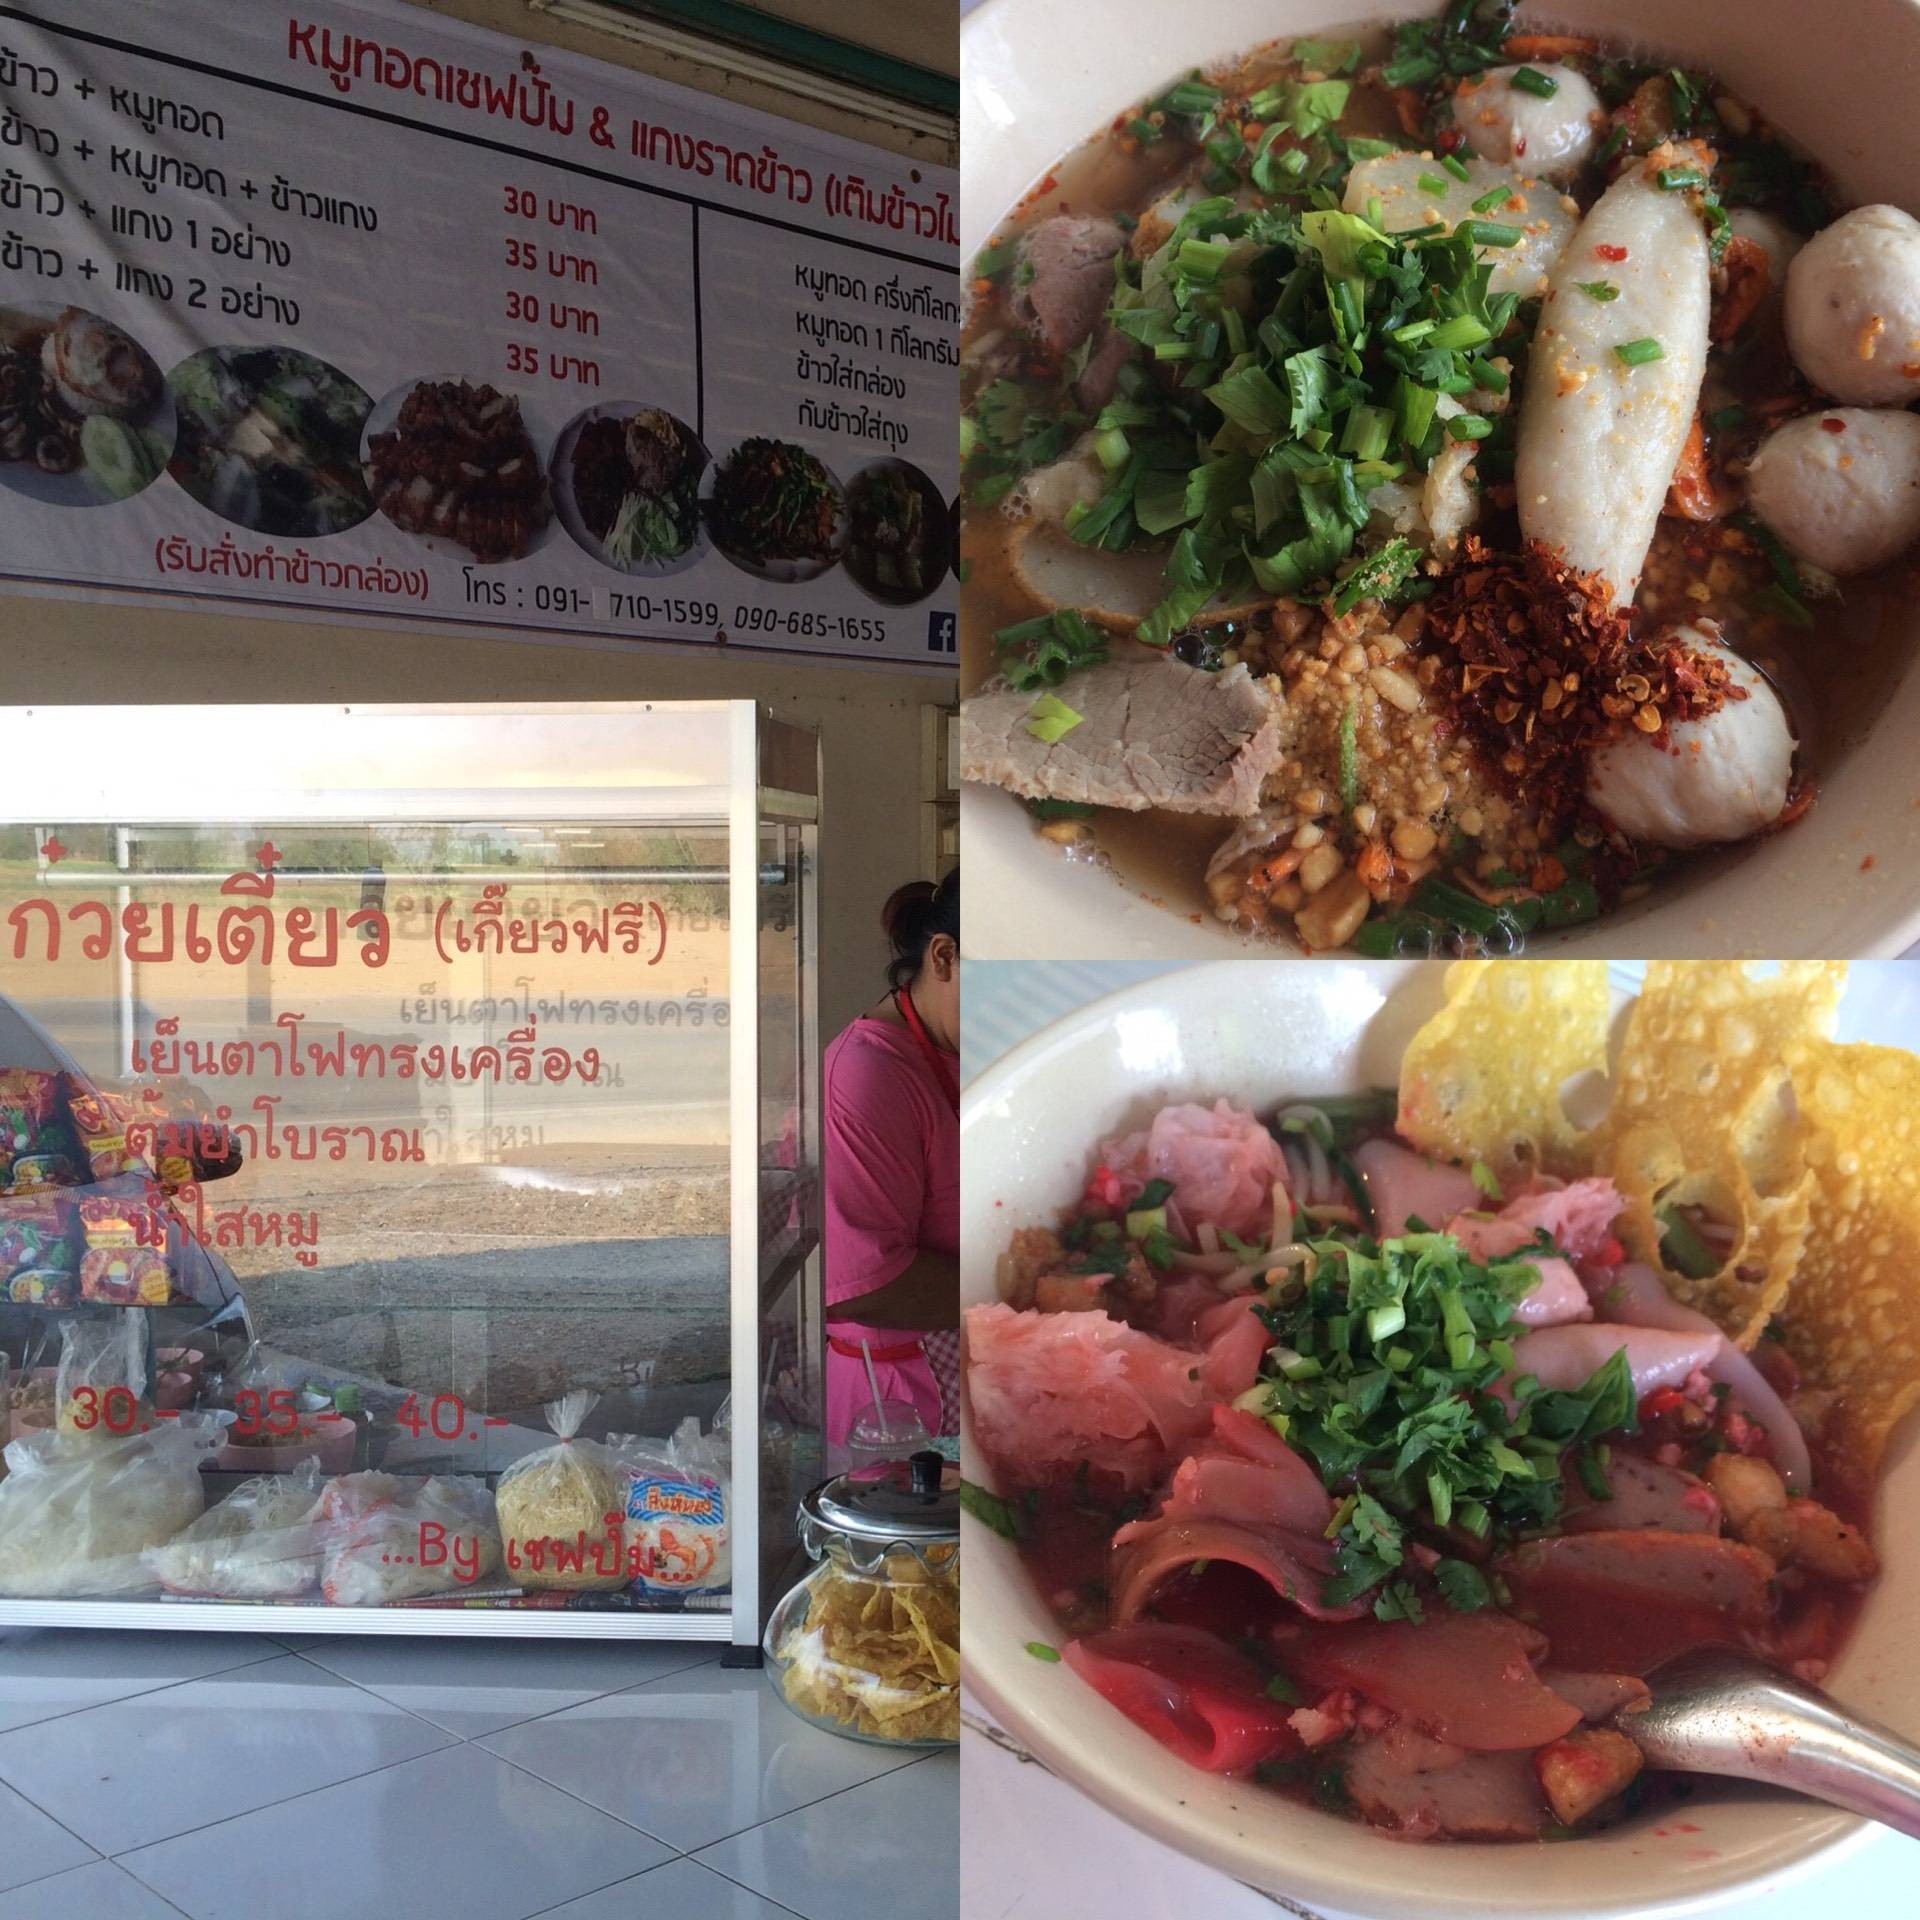 หมูทอดเชฟปั๊ม & แกงราดข้าว (เติมข้าวไ
ข้าว + หมูทอด 30 บาท
ข้าว + หมูทอด + ข้าวแกง 35 บาท
ข้าว + แกง 1 อย่าง 30 บาท
ข้าว + แกง 2 อย่าง 35 บาท
หมูทอด ครึ่งกิโลกร
หมูทอด 1 กิโลกรัม
ข้าวใส่กล่อง
กับข้าวใส่ถุง
(รับสั่งทำข้าวกล่อง) โทร : 091-710-1599, 090-685-1655
ก๋วยเตี๋ยว (เกี๊ยวฟรี)
เย็นตาโฟทรงเครื่อง
ต้มยำโบราณ
น้ำใสหมู
30.- 35.- 40.-
...By เชฟปั๊ม...